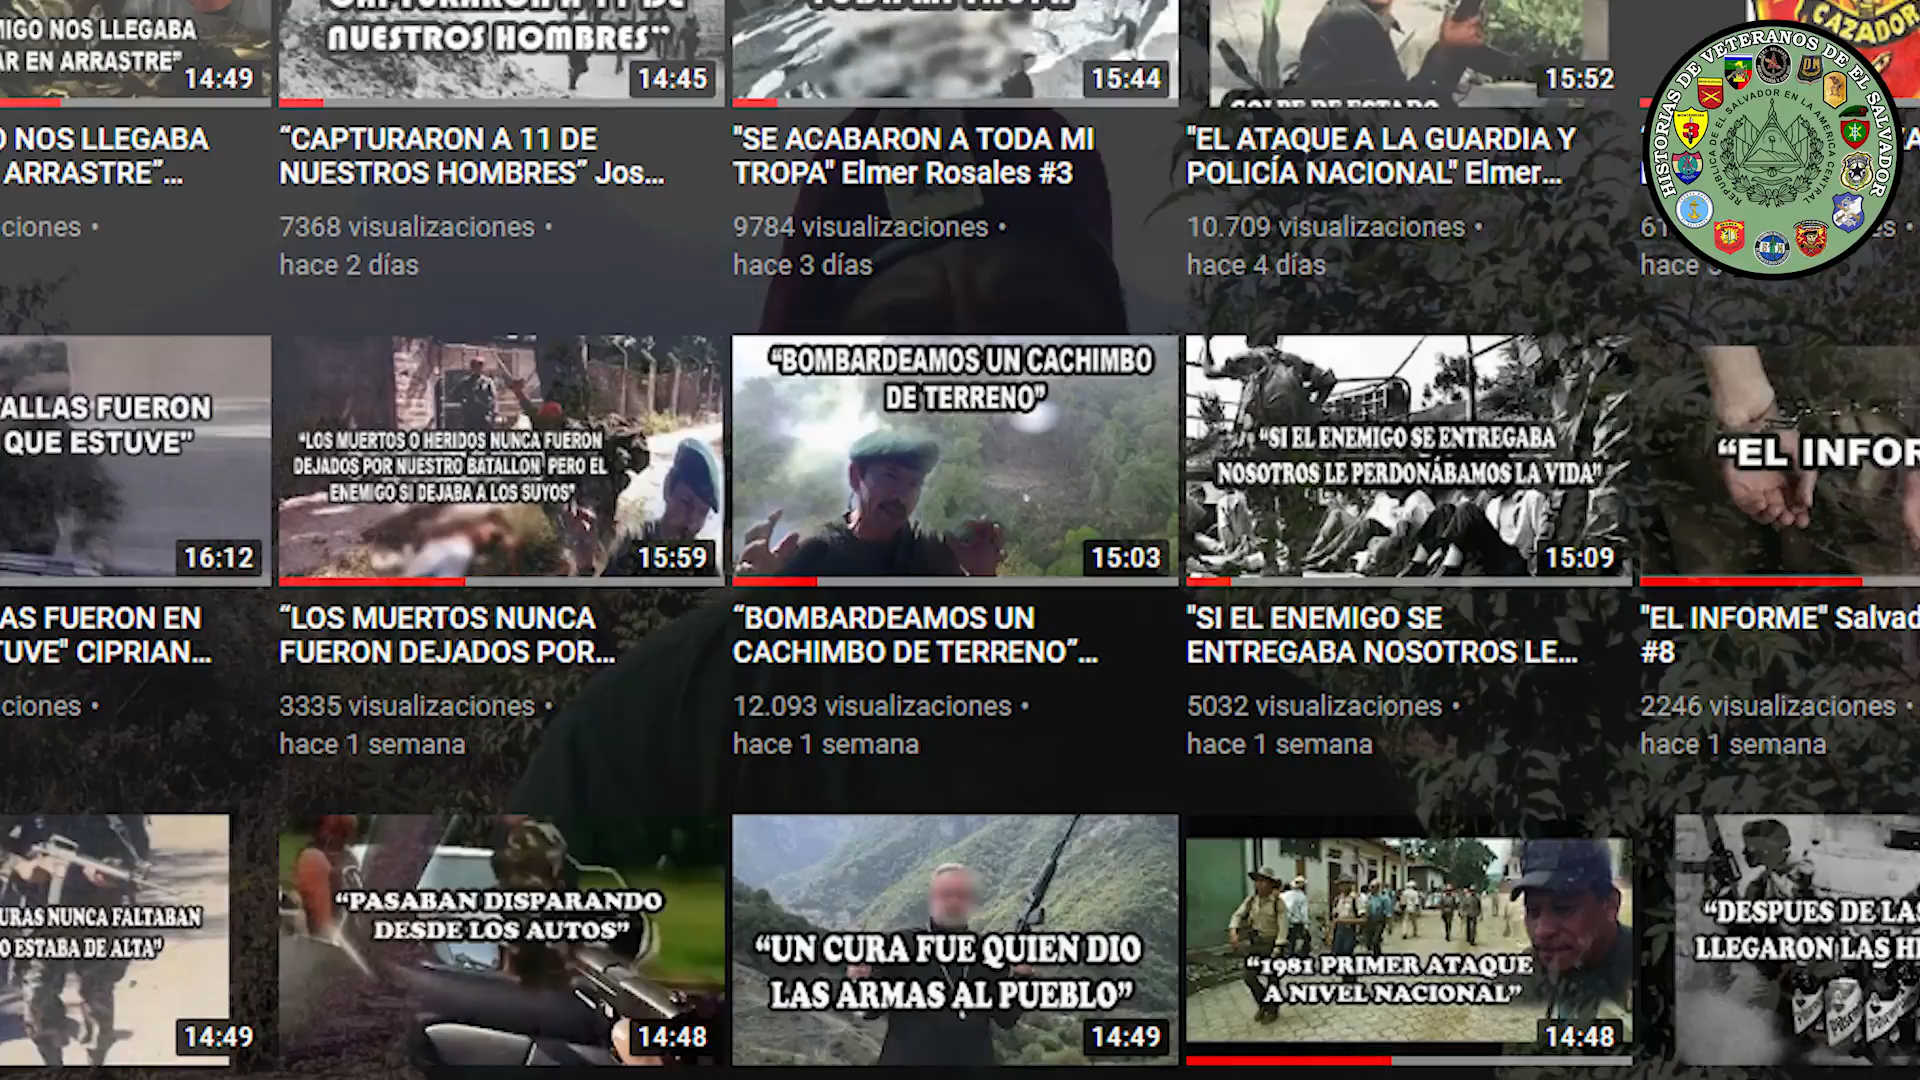 MIGO NOS LLEGABA
AR EN ARRASTRE"
14:49
NUESTROS HOMBRES"
14:45
15:44
15:52
CAZADOR
HISTORIAS DE VETERANOS DE EL SALVADOR
REPUBLICA DE EL SALVADOR EN LA AMERICA CENTRAL
O NOS LLEGABA
ARRASTRE”...
ciones •
“CAPTURARON A 11 DE
NUESTROS HOMBRES” Jos...
7368 visualizaciones •
hace 2 días
"SE ACABARON A TODA MI
TROPA" Elmer Rosales #3
9784 visualizaciones •
hace 3 días
"EL ATAQUE A LA GUARDIA Y
POLICÍA NACIONAL" Elmer...
10.709 visualizaciones •
hace 4 días
hace
TALLAS FUERON
QUE ESTUVE"
16:12
“LOS MUERTOS O HERIDOS NUNCA FUERON
DEJADOS POR NUESTRO BATALLON PERO EL
ENEMIGO SI DEJABA A LOS SUYOS”
15:59
“BOMBARDEAMOS UN CACHIMBO
DE TERRENO”
15:03
“SI EL ENEMIGO SE ENTREGABA
NOSOTROS LE PERDONÁBAMOS LA VIDA”
15:09
“EL INFOR
AS FUERON EN
TUVE" CIPRIAN...
ciones •
“LOS MUERTOS NUNCA
FUERON DEJADOS POR...
3335 visualizaciones •
hace 1 semana
“BOMBARDEAMOS UN
CACHIMBO DE TERRENO”...
12.093 visualizaciones •
hace 1 semana
"SI EL ENEMIGO SE
ENTREGABA NOSOTROS LE...
5032 visualizaciones •
hace 1 semana
"EL INFORME" Salvad
#8
2246 visualizaciones •
hace 1 semana
URAS NUNCA FALTABAN
O ESTABA DE ALTA”
14:49
“PASABAN DISPARANDO
DESDE LOS AUTOS”
14:48
“UN CURA FUE QUIEN DIO
LAS ARMAS AL PUEBLO”
14:49
“1981 PRIMER ATAQUE
A NIVEL NACIONAL”
14:48
“DESPUES DE LAS
LLEGARON LAS HE